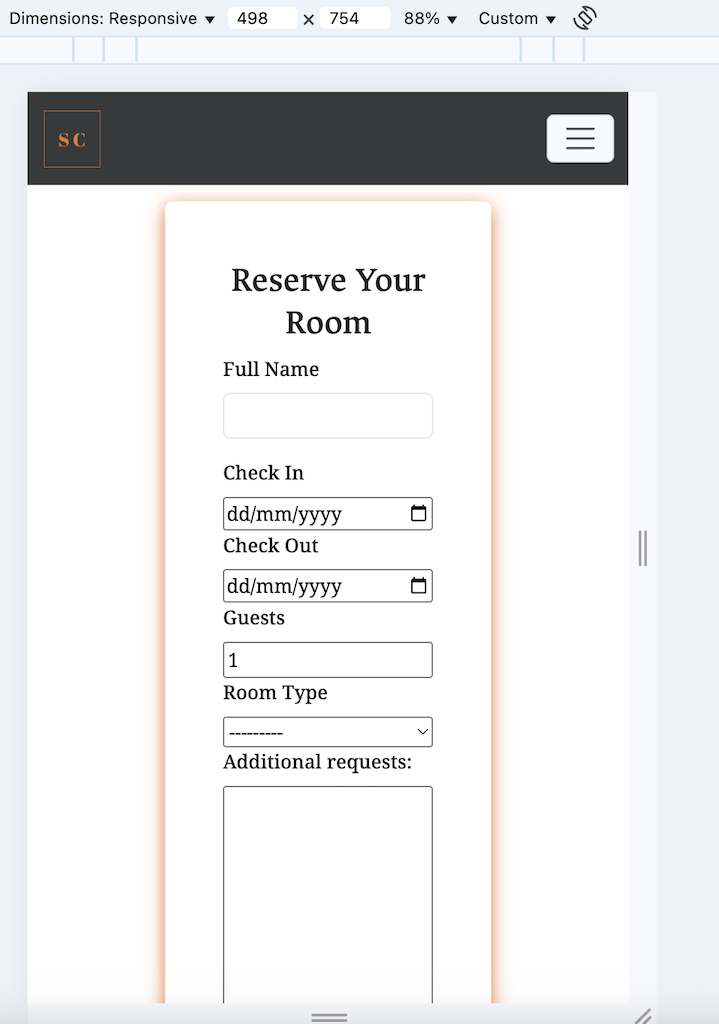 Dimensions: Responsive ▼ 498 × 754 88% ▼ Custom ▼
S C
Reserve Your
Room
Full Name
Check In
dd/mm/yyyy
Check Out
dd/mm/yyyy
Guests
1
Room Type
---------
Additional requests: